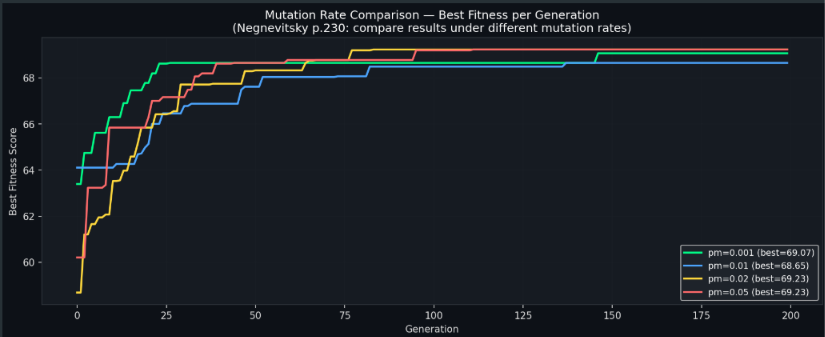 Mutation Rate Comparison — Best Fitness per Generation
(Negnevitsky p.230: compare results under different mutation rates)
Best Fitness Score
68
66
64
62
60
0 25 50 75 100 125 150 175 200
Generation
pm=0.001 (best=69.07)
pm=0.01 (best=68.65)
pm=0.02 (best=69.23)
pm=0.05 (best=69.23)